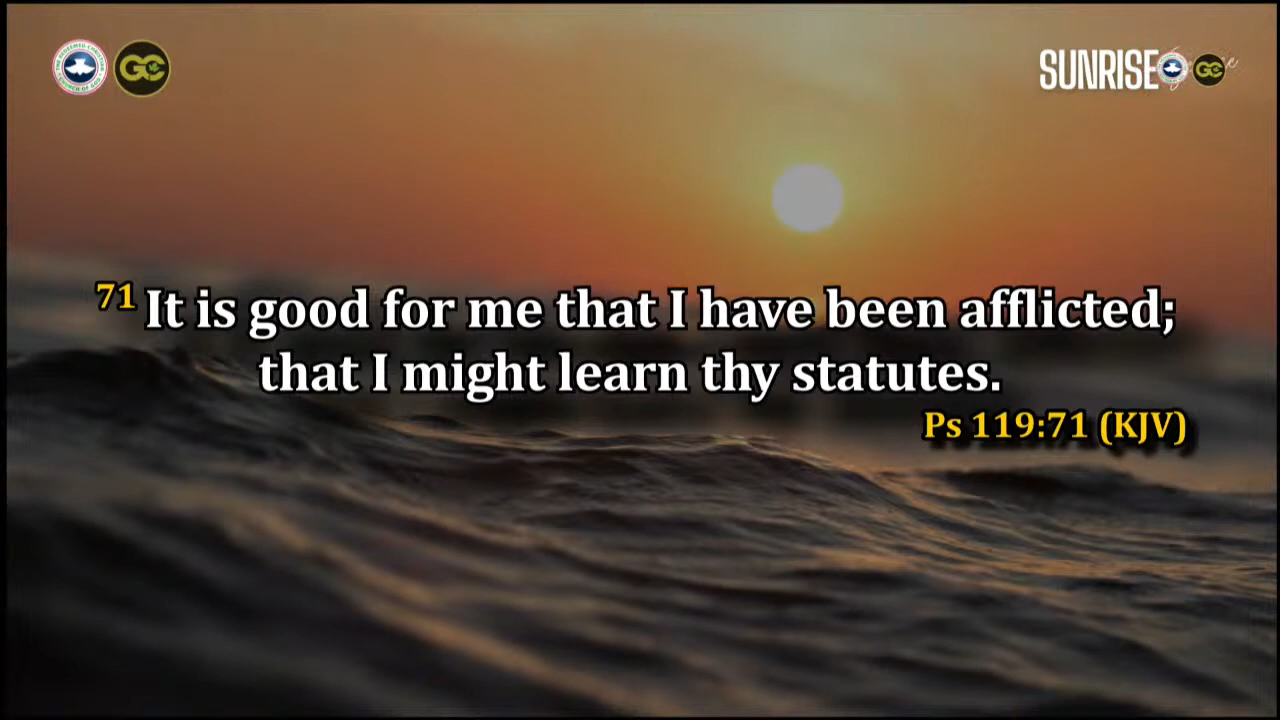 SUNRISE
71 It is good for me that I have been afflicted;
that I might learn thy statutes.
Ps 119:71 (KJV)